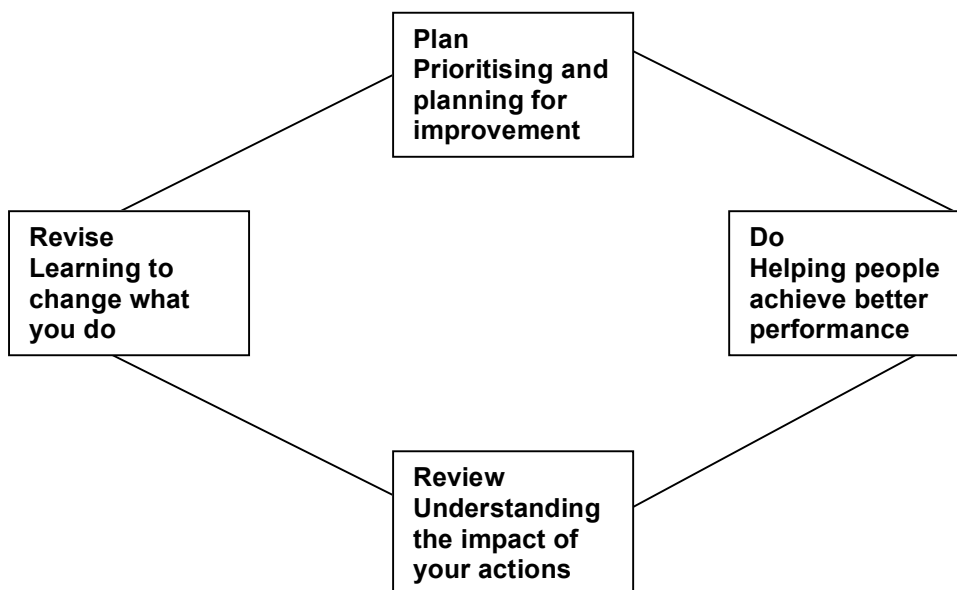 Plan
Prioritising and
planning for
improvement
Do
Helping people
achieve better
performance
Review
Understanding
the impact of
your actions
Revise
Learning to
change what
you do